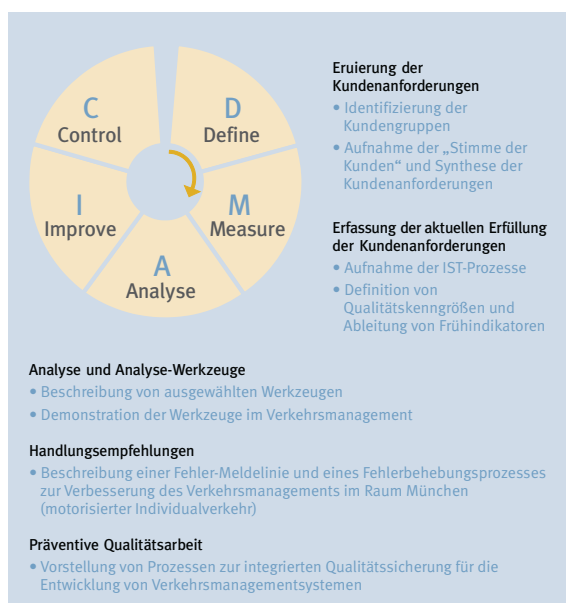 C
Control
D
Define
I
Improve
M
Measure
A
Analyse
Eruierung der
Kundenanforderungen
• Identifizierung der
Kundengruppen
• Aufnahme der „Stimme der
Kunden“ und Synthese der
Kundenanforderungen
Erfassung der aktuellen Erfüllung
der Kundenanforderungen
• Aufnahme der IST-Prozesse
• Definition von
Qualitätskenngrößen und
Ableitung von Frühindikatoren
Analyse und Analyse-Werkzeuge
• Beschreibung von ausgewählten Werkzeugen
• Demonstration der Werkzeuge im Verkehrsmanagement
Handlungsempfehlungen
• Beschreibung einer Fehler-Meldelinie und eines Fehlerbehebungsprozesses
zur Verbesserung des Verkehrsmanagements im Raum München
(motorisierter Individualverkehr)
Präventive Qualitätsarbeit
• Vorstellung von Prozessen zur integrierten Qualitätssicherung für die
Entwicklung von Verkehrsmanagementsystemen